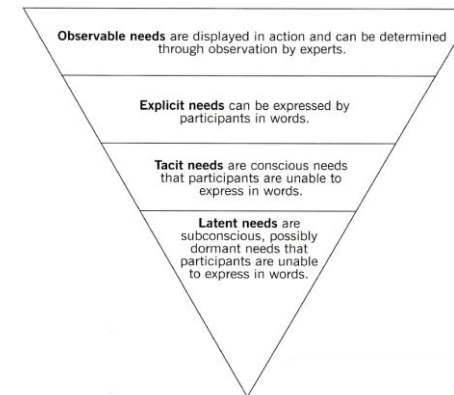 Observable needs are displayed in action and can be determined
through observation by experts.
Explicit needs can be expressed by
participants in words.
Tacit needs are conscious needs
that participants are unable to
express in words.
Latent needs are
subconscious, possibly
dormant needs that
participants are unable
to express in words.